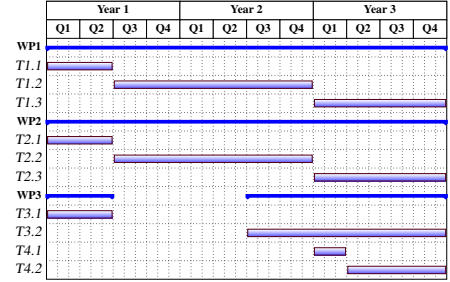 Year 1 Year 2 Year 3
Q1 Q2 Q3 Q4 Q1 Q2 Q3 Q4 Q1 Q2 Q3 Q4
WP1
T1.1
T1.2
T1.3
WP2
T2.1
T2.2
T2.3
WP3
T3.1
T3.2
T4.1
T4.2